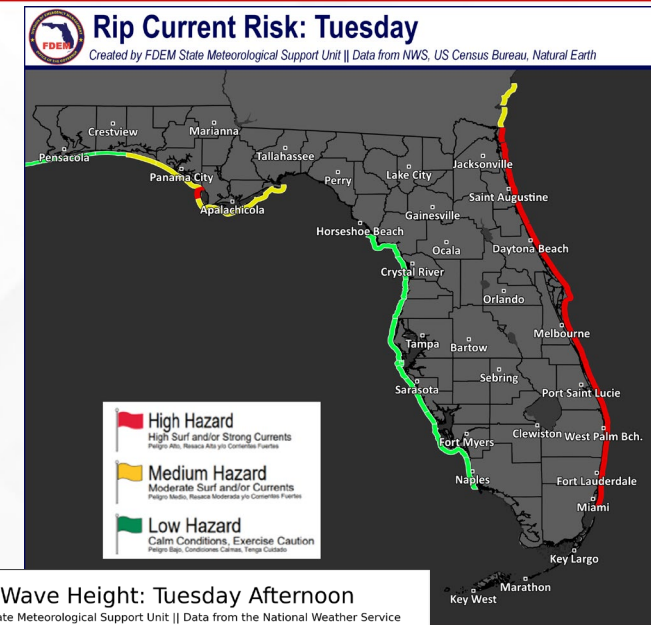 FDEM
Rip Current Risk: Tuesday
Created by FDEM State Meteorological Support Unit || Data from NWS, US Census Bureau, Natural Earth
Crestview
Marianna
Pensacola
Tallahassee
Jacksonville
Panama City
Perry
Lake City
Saint Augustine
Apalachicola
Gainesville
Horseshoe Beach
Ocala
Daytona Beach
Crystal River
Orlando
Melbourne
Tampa
Bartow
Sebring
Sarasota
Port Saint Lucie
High Hazard
High Surf and/or Strong Currents
Peligro Alto, Resaca Alta y/o Corrientes Fuertes
Clewiston
West Palm Bch.
Fort Myers
Medium Hazard
Moderate Surf and/or Currents
Peligro Medio, Resaca Moderada y/o Corrientes Fuertes
Naples
Fort Lauderdale
Miami
Low Hazard
Calm Conditions, Exercise Caution
Peligro Bajo, Condiciones Calmas, Tenga Cuidado
Key Largo
Marathon
Key West
Wave Height: Tuesday Afternoon
ate Meteorological Support Unit || Data from the National Weather Service